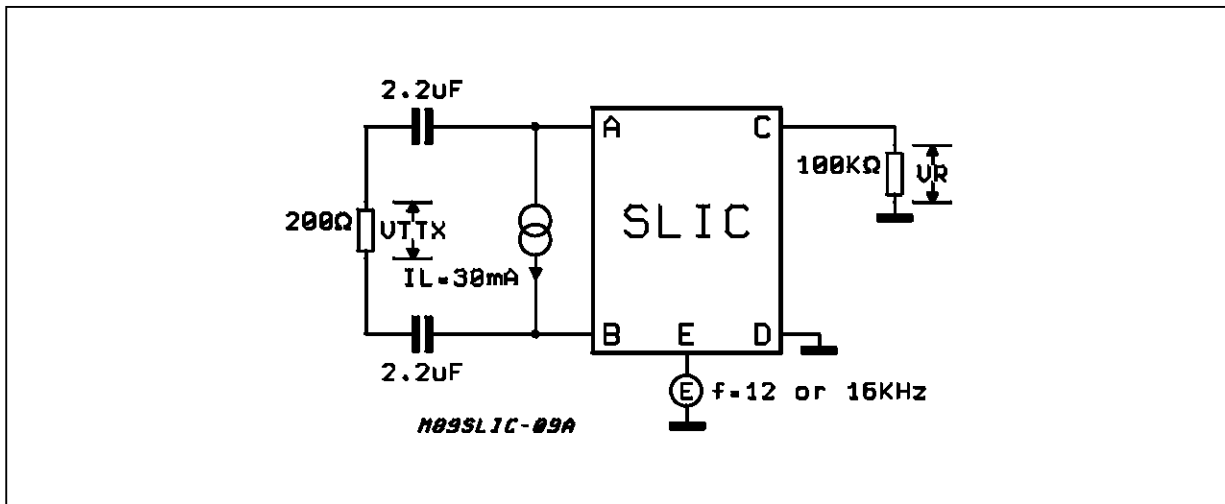 2.2uF
A
C
100KΩ
VR
200Ω
VTTX
SLIC
IL=30mA
B
E
D
2.2uF
E
f=12 or 16KHz
M89SLIC-09A